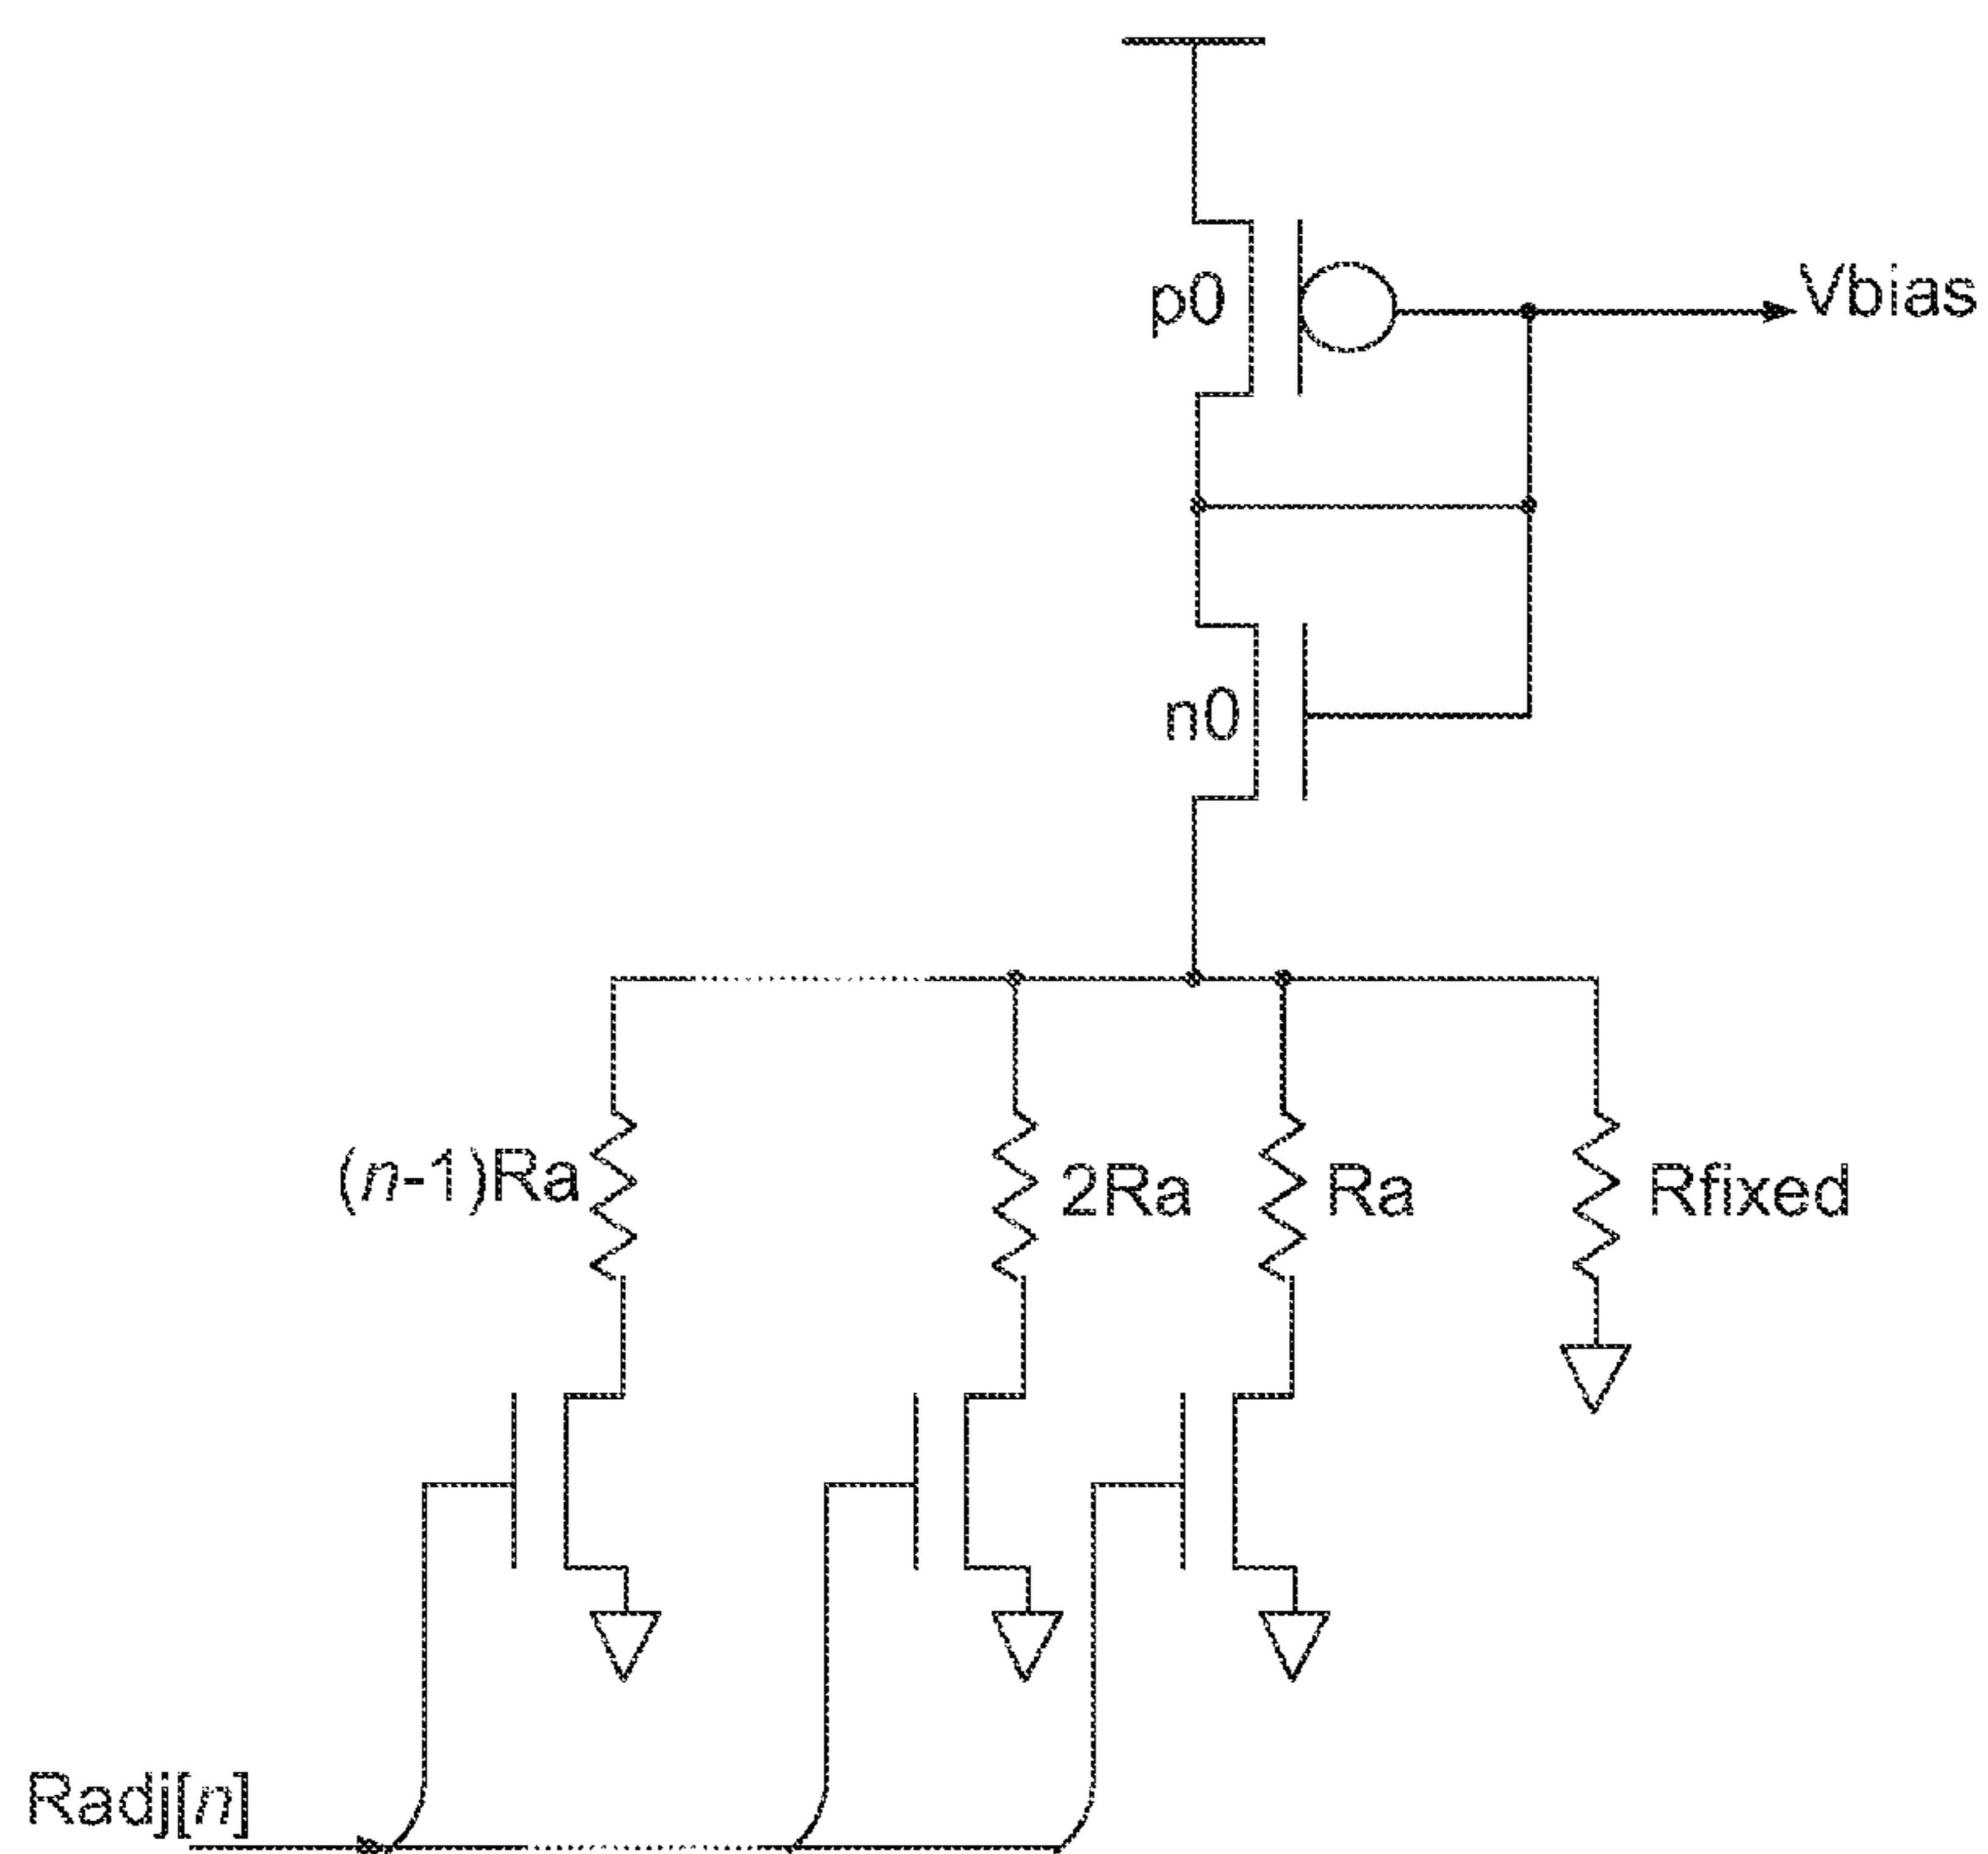 p0
Vbias
n0
(n-1)Ra
2Ra
Ra
Rfixed
Radj[n]